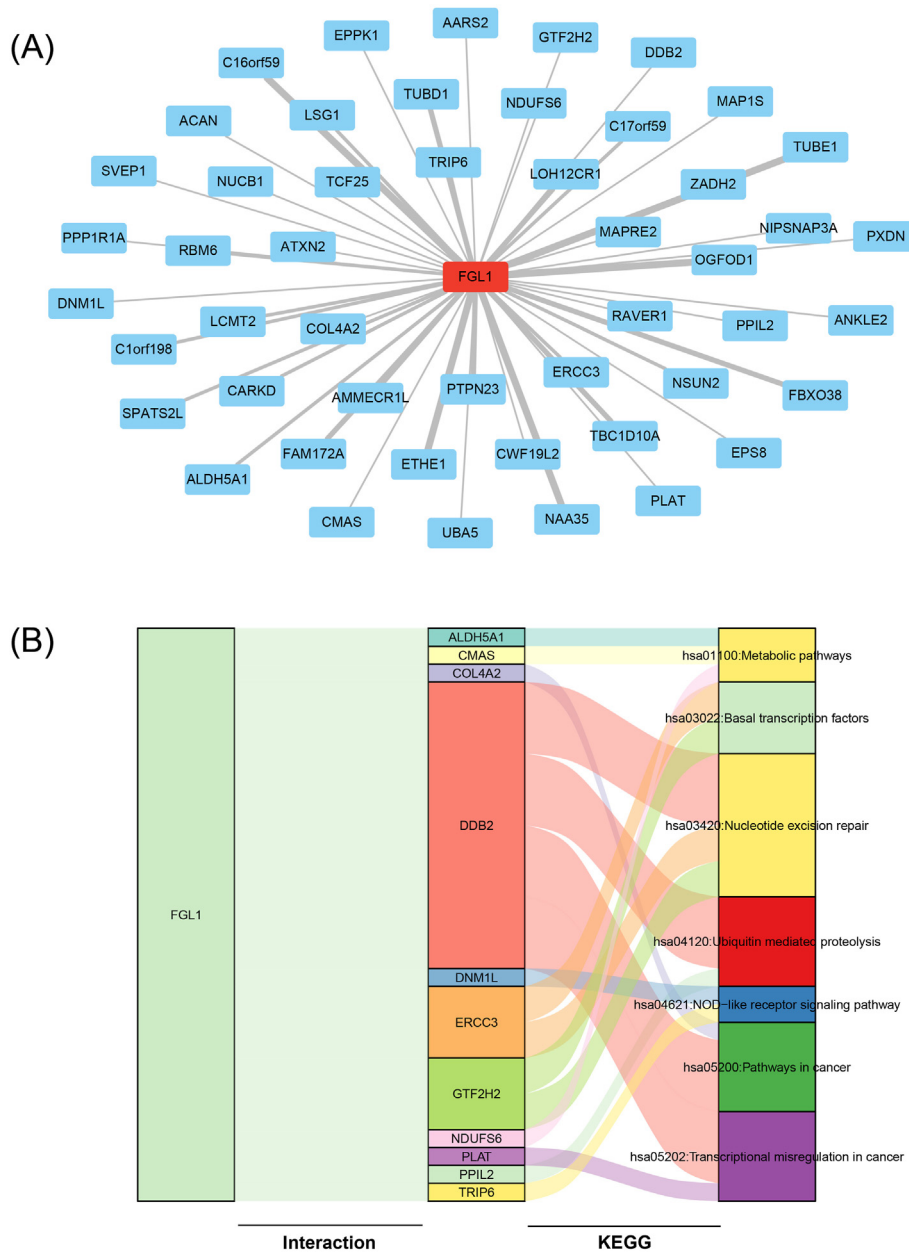 (A)
AARS2
EPPK1
GTF2H2
DDB2
C16orf59
TUBD1
NDUFS6
MAP1S
LSG1
ACAN
C17orf59
TUBE1
TRIP6
SVEP1
NUCB1
TCF25
LOH12CR1
ZADH2
PPP1R1A
RBM6
ATXN2
MAPRE2
NIPSNAP3A
PXDN
OGFOD1
FGL1
DNM1L
LCMT2
COL4A2
RAVER1
PPIL2
ANKLE2
C1orf198
ERCC3
CARKD
AMMECR1L
PTPN23
NSUN2
FBXO38
SPATS2L
TBC1D10A
FAM172A
ETHE1
CWF19L2
EPS8
ALDH5A1
PLAT
CMAS
UBA5
NAA35
(B)
FGL1
ALDH5A1
CMAS
COL4A2
DDB2
DNM1L
ERCC3
GTF2H2
NDUFS6
PLAT
PPIL2
TRIP6
hsa01100:Metabolic pathways
hsa03022:Basal transcription factors
hsa03420:Nucleotide excision repair
hsa04120:Ubiquitin mediated proteolysis
hsa04621:NOD−like receptor signaling pathway
hsa05200:Pathways in cancer
hsa05202:Transcriptional misregulation in cancer
Interaction
KEGG